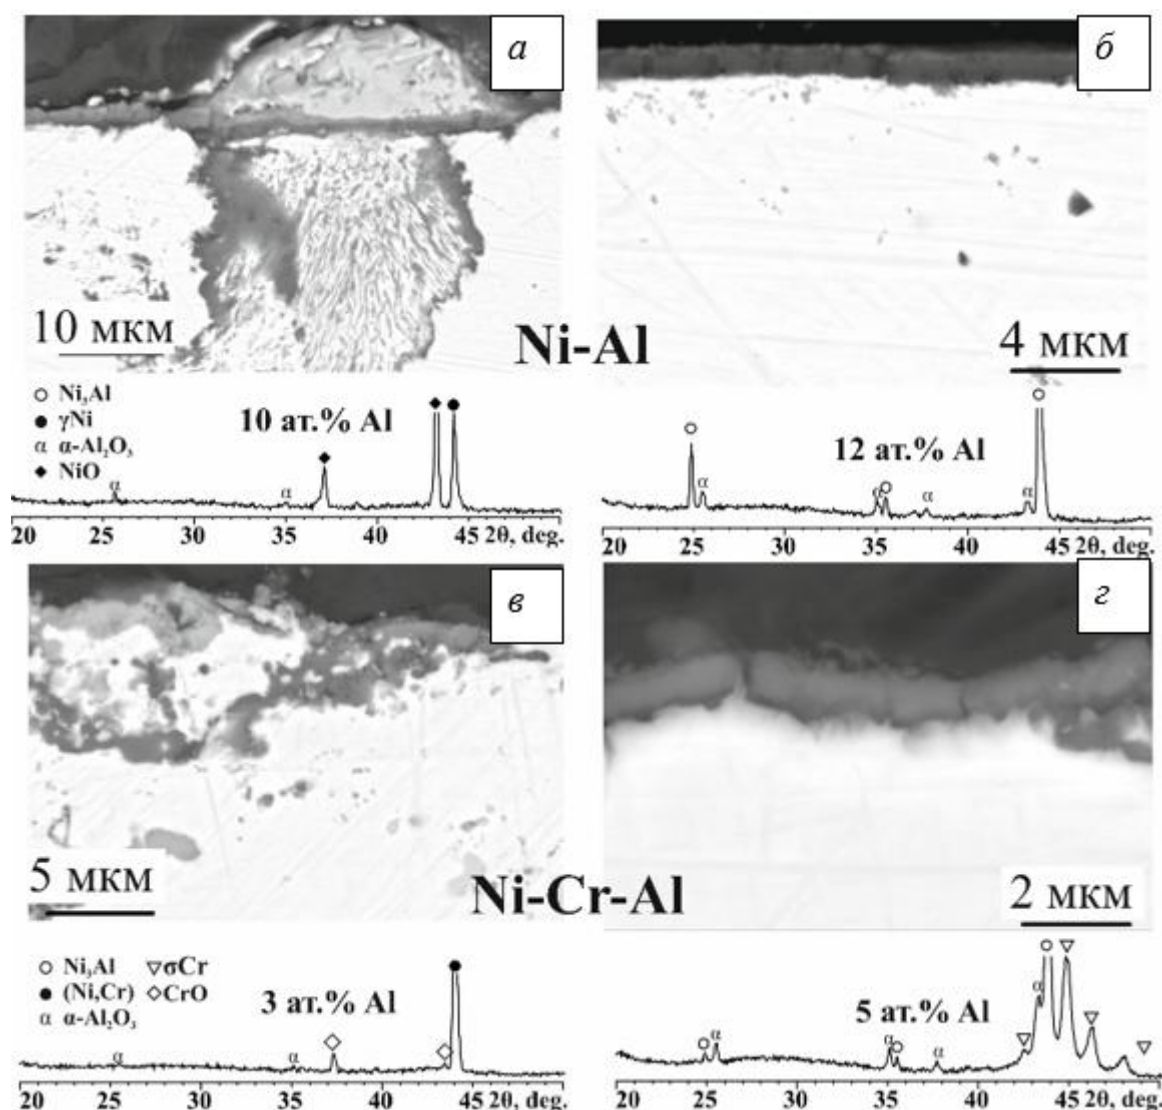 а
б
10 мкм
Ni-Al
4 мкм
○ Ni₃Al
● γNi
α α-Al₂O₃
◆ NiO
10 ат.% Al
α
α
12 ат.% Al
α
α
α
α
20 25 30 35 40 45 2θ, deg.
20 25 30 35 40 45 2θ, deg.
в
г
5 мкм
Ni-Cr-Al
2 мкм
○ Ni₃Al ▽ σCr
● (Ni,Cr) ◇ CrO
α α-Al₂O₃
3 ат.% Al
α
α
5 ат.% Al
α
α
α
α
20 25 30 35 40 45 2θ, deg.
20 25 30 35 40 45 2θ, deg.